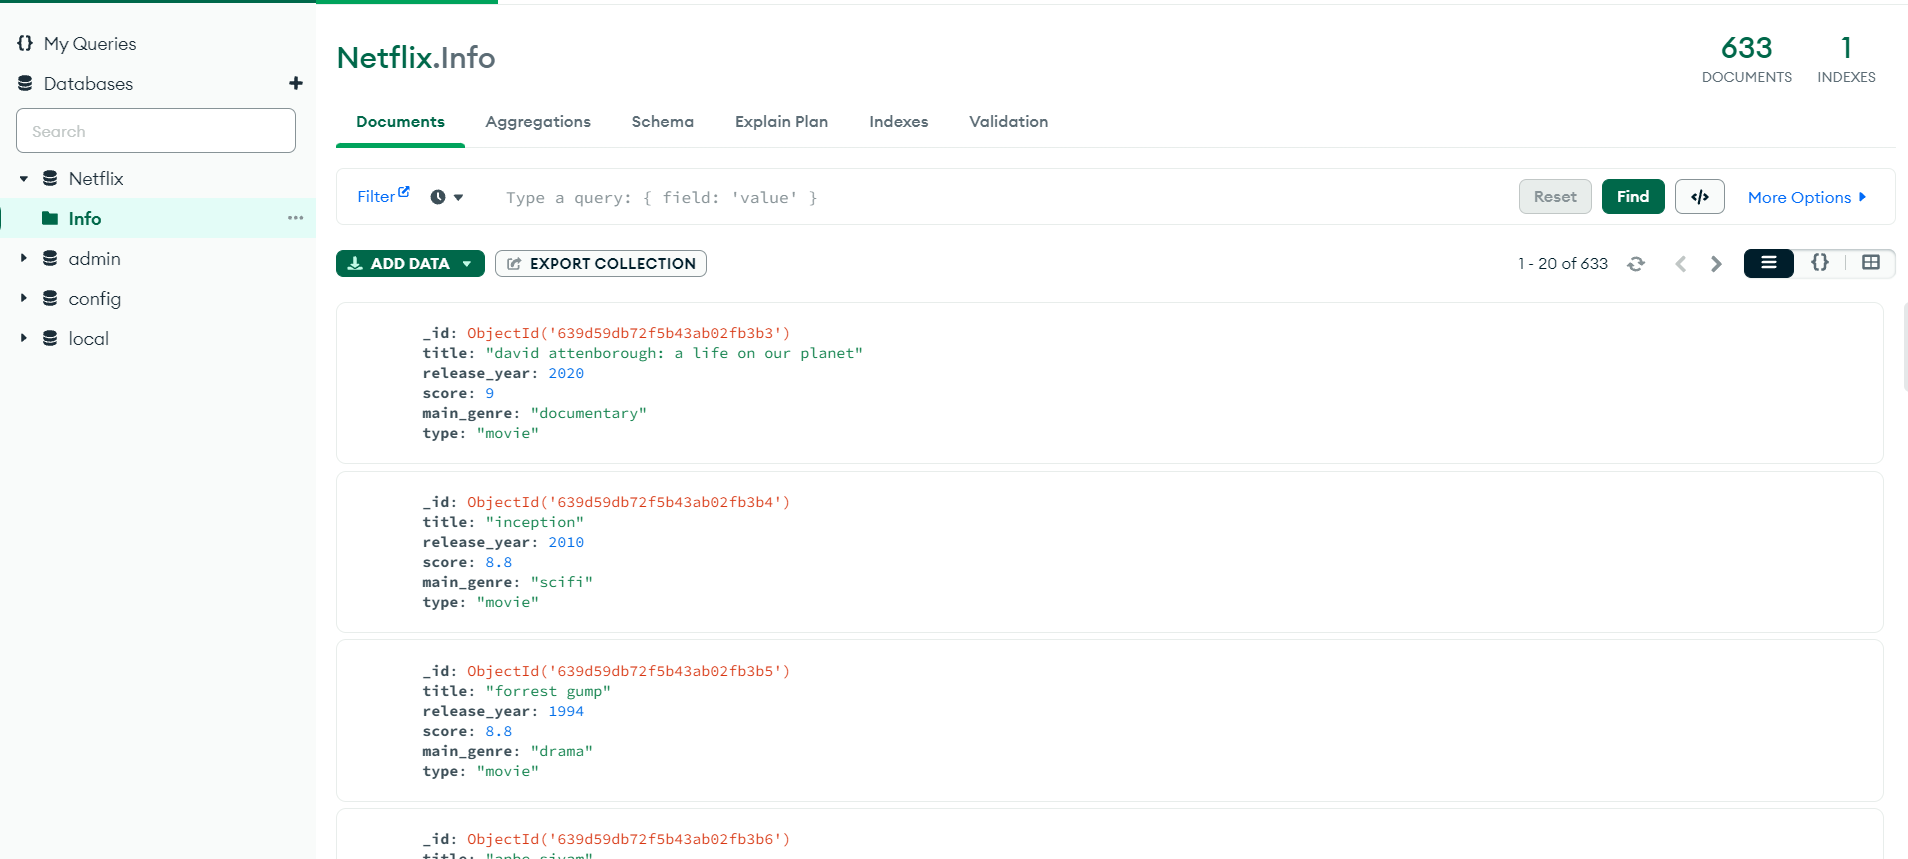 {} My Queries
Databases
Search
Netflix
Info
admin
config
local
Netflix.Info
633
DOCUMENTS
1
INDEXES
Documents Aggregations Schema Explain Plan Indexes Validation
Filter Type a query: { field: 'value' } Reset Find </> More Options
ADD DATA EXPORT COLLECTION 1 - 20 of 633 {}
_id: ObjectId('639d59db72f5b43ab02fb3b3')
title: "david attenborough: a life on our planet"
release_year: 2020
score: 9
main_genre: "documentary"
type: "movie"
_id: ObjectId('639d59db72f5b43ab02fb3b4')
title: "inception"
release_year: 2010
score: 8.8
main_genre: "scifi"
type: "movie"
_id: ObjectId('639d59db72f5b43ab02fb3b5')
title: "forrest gump"
release_year: 1994
score: 8.8
main_genre: "drama"
type: "movie"
_id: ObjectId('639d59db72f5b43ab02fb3b6')
title: "anbe sivam"